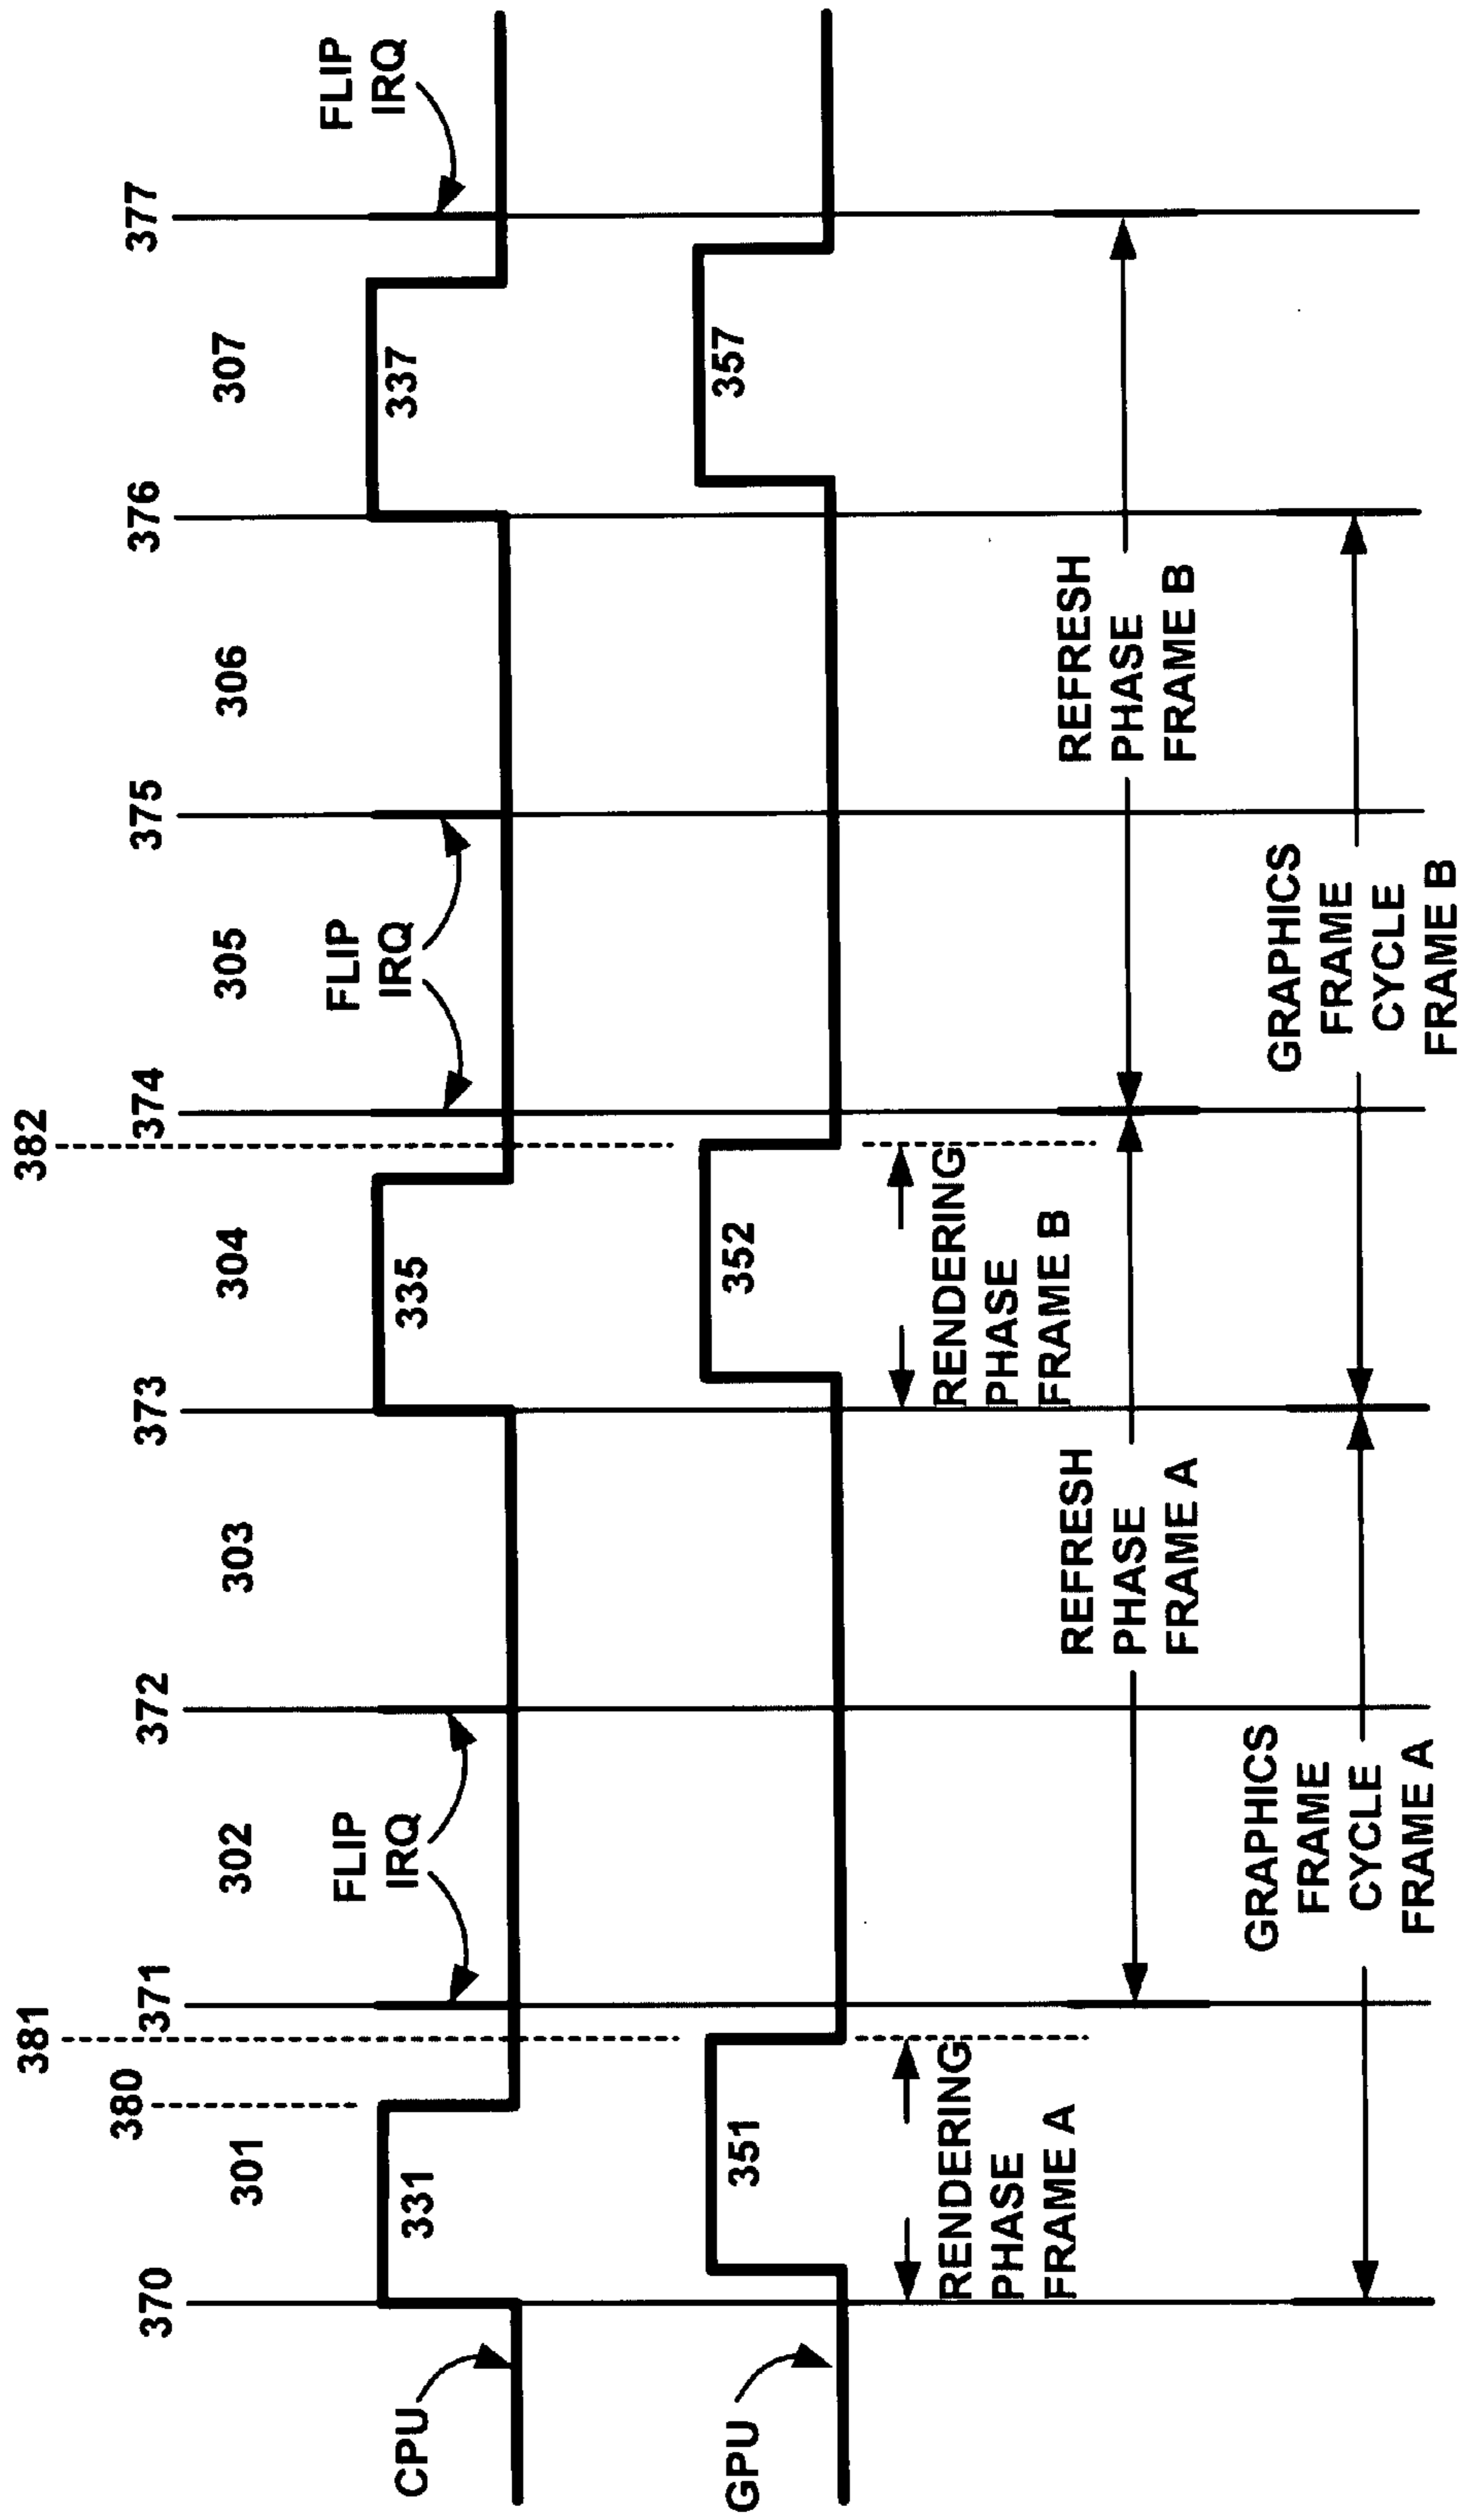 381
382
380
370
371
372
373
374
375
376
377
301
302
303
304
305
306
307
FLIP
IRQ
FLIP
IRQ
FLIP
IRQ
CPU
331
335
337
GPU
351
352
357
RENDERING
PHASE
FRAME A
RENDERING
PHASE
FRAME B
REFRESH
PHASE
FRAME A
REFRESH
PHASE
FRAME B
GRAPHICS
FRAME
CYCLE
FRAME A
GRAPHICS
FRAME
CYCLE
FRAME B